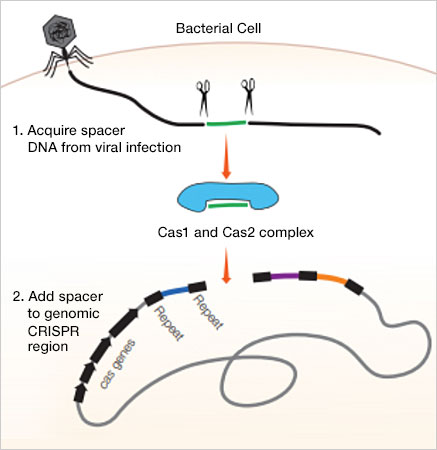 Bacterial Cell
1. Acquire spacer
DNA from viral infection
Cas1 and Cas2 complex
2. Add spacer
to genomic
CRISPR
region
Repeat
Repeat
cas genes